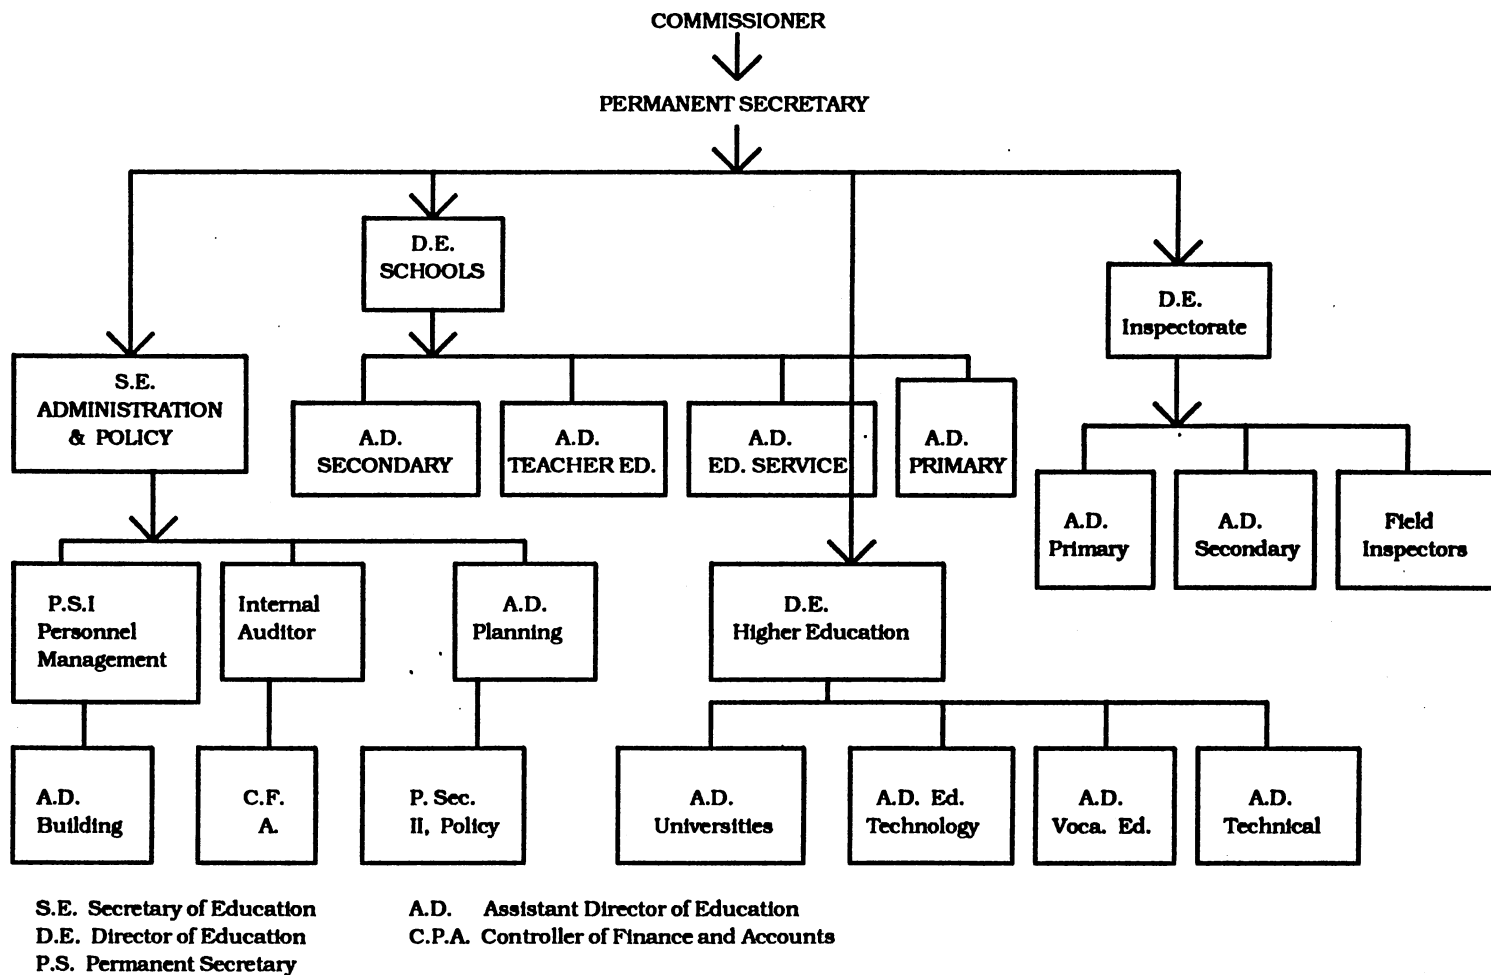 COMMISSIONER
PERMANENT SECRETARY
D.E.
SCHOOLS
D.E.
Inspectorate
S.E.
ADMINISTRATION
& POLICY
A.D.
SECONDARY
A.D.
TEACHER ED.
A.D.
ED. SERVICE
A.D.
PRIMARY
A.D.
Primary
A.D.
Secondary
Field
Inspectors
P.S.I
Personnel
Management
Internal
Auditor
A.D.
Planning
D.E.
Higher Education
A.D.
Building
C.F.
A.
P. Sec.
II, Policy
A.D.
Universities
A.D. Ed.
Technology
A.D.
Voca. Ed.
A.D.
Technical
S.E. Secretary of Education
D.E. Director of Education
P.S. Permanent Secretary
A.D. Assistant Director of Education
C.P.A. Controller of Finance and Accounts